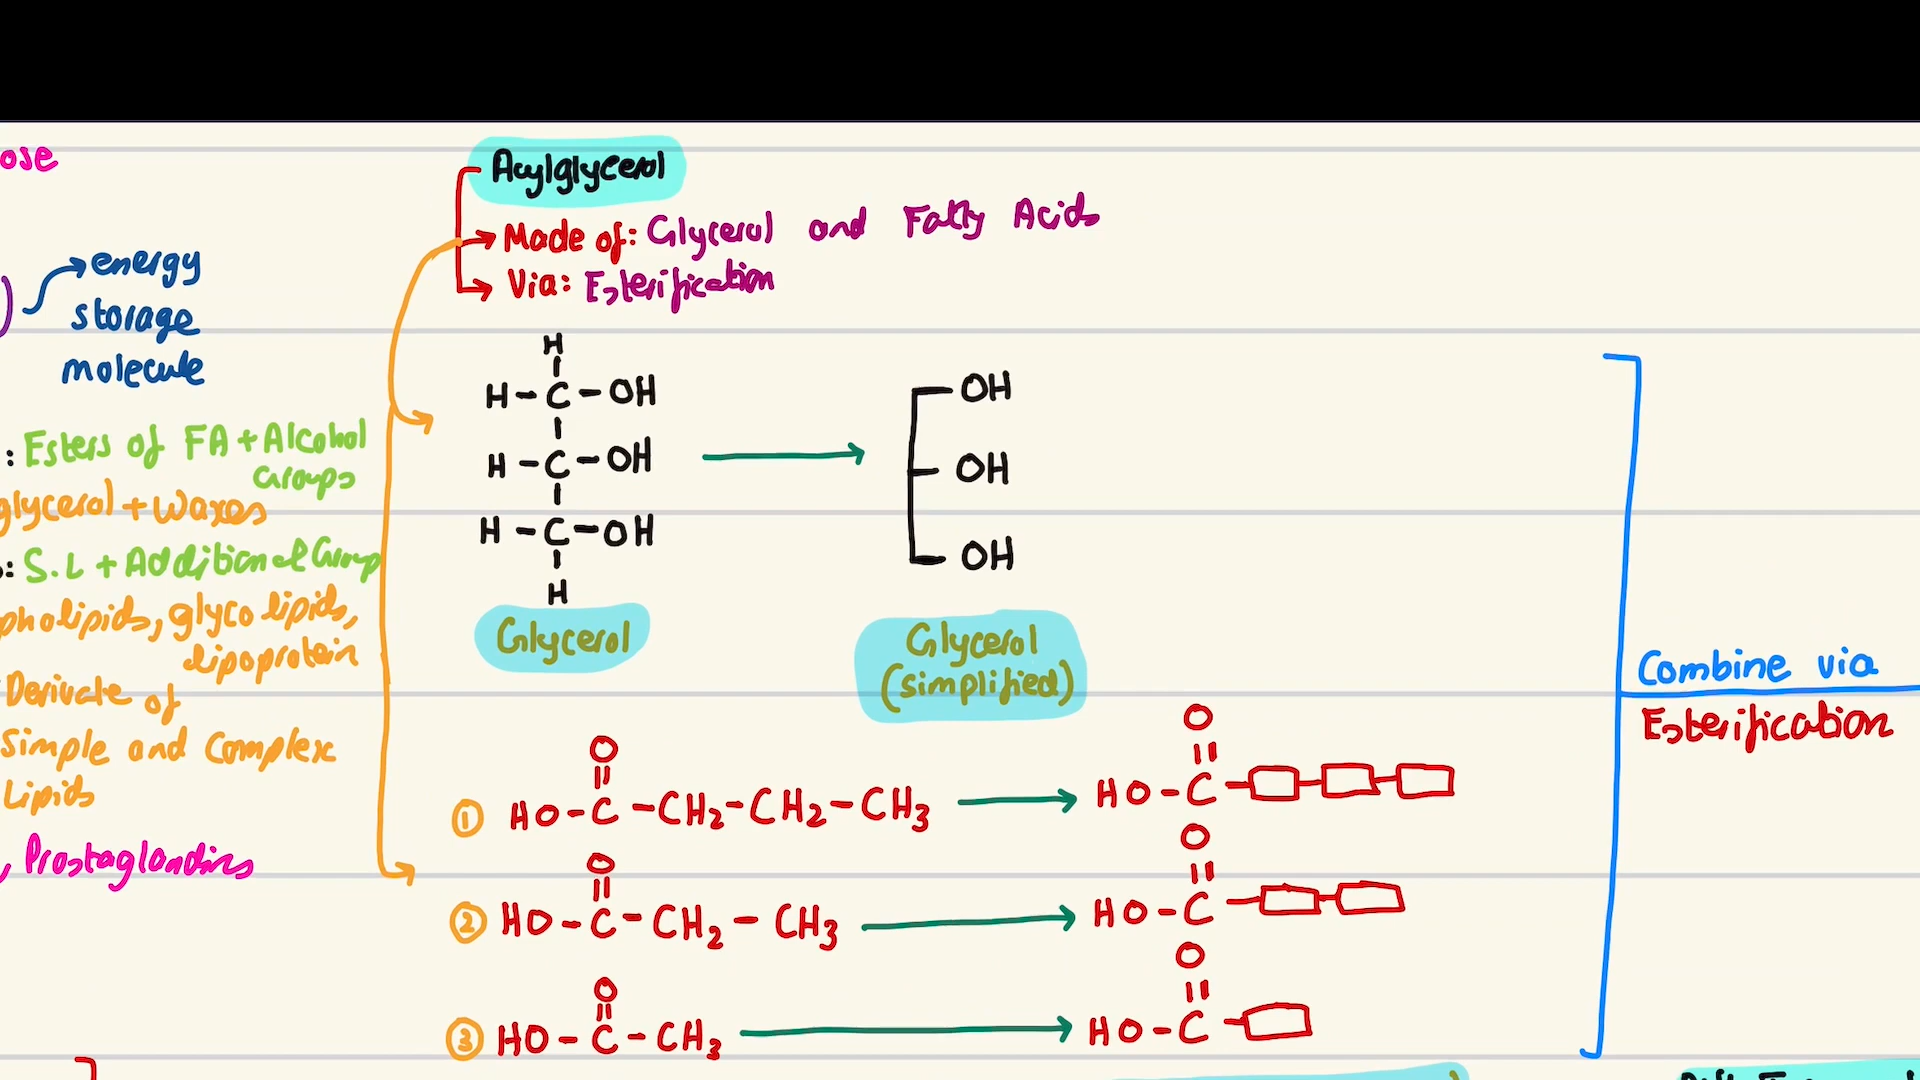 ose
energy
storage
molecule
: Esters of FA + Alcohol
Groups
glycerol + Waxes
: S.L + Additional Group
pholipids, glyco lipids,
lipoprotein
Derivate of
Simple and Complex
Lipids
, Prostaglandins
Acylglycerol
Made of: Glycerol and Fatty Acids
Via: Esterification
H
H - C - OH
H - C - OH
H - C - OH
H
Glycerol
OH
OH
OH
Glycerol
(simplified)
O
① HO - C - CH2 - CH2 - CH3
O
HO - C
O
② HO - C - CH2 - CH3
O
HO - C
O
③ HO - C - CH3
O
HO - C
Combine via
Esterification